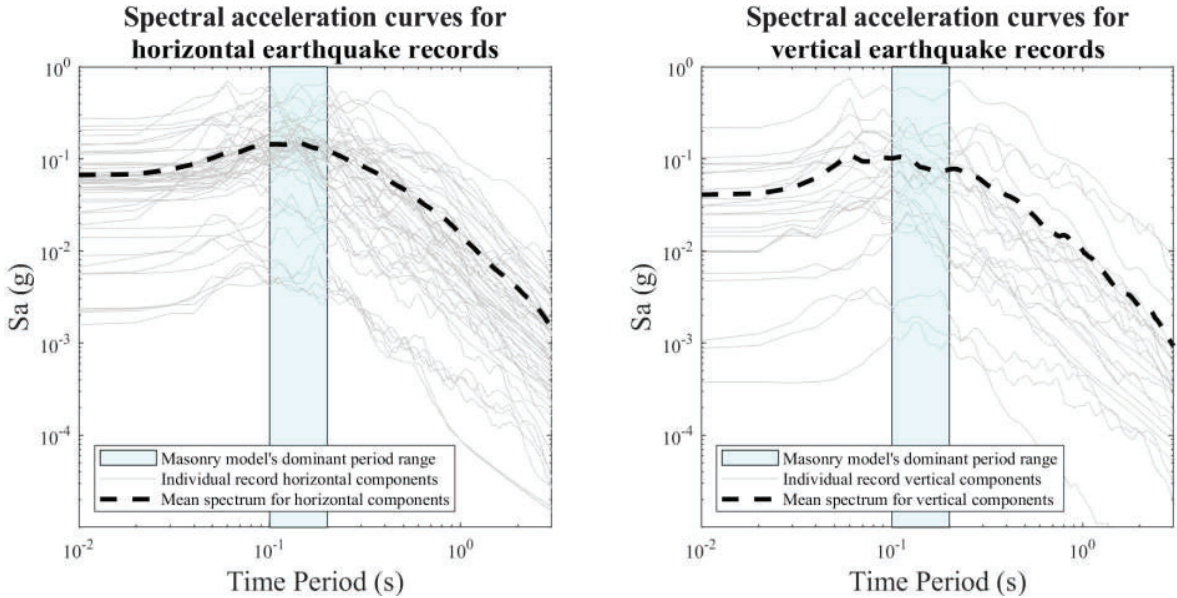 Spectral acceleration curves for
horizontal earthquake records
10^0
10^-1
10^-2
10^-3
10^-4
Sa (g)
Masonry model's dominant period range
Individual record horizontal components
Mean spectrum for horizontal components
10^-2
10^-1
10^0
Time Period (s)
Spectral acceleration curves for
vertical earthquake records
10^0
10^-1
10^-2
10^-3
10^-4
Sa (g)
Masonry model's dominant period range
Individual record vertical components
Mean spectrum for vertical components
10^-2
10^-1
10^0
Time Period (s)